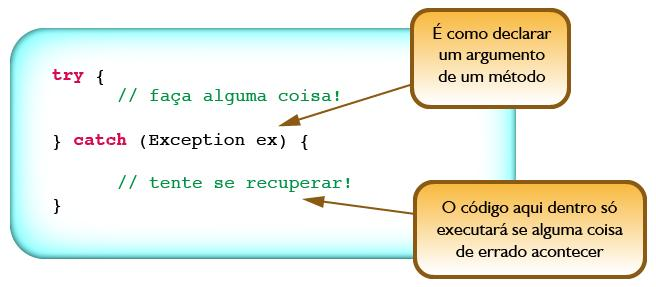 try {
// faça alguma coisa!
} catch (Exception ex) {
// tente se recuperar!
}
É como declarar
um argumento
de um método
O código aqui dentro só
executará se alguma coisa
de errado acontecer